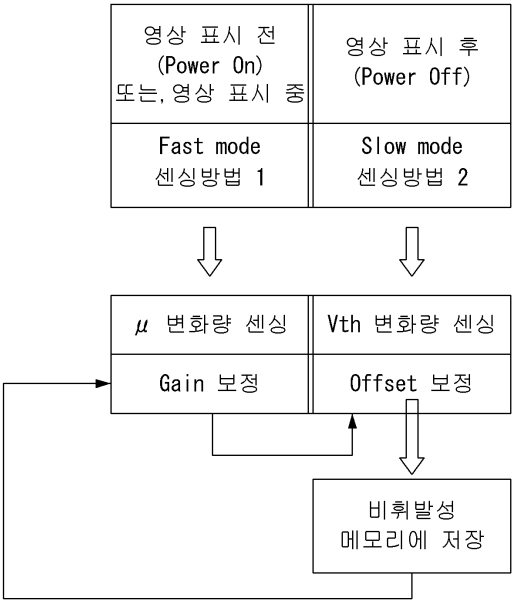 영상 표시 전
(Power On)
또는,영상 표시 중
영상 표시 후
(Power Off)
Fast mode
센싱방법 1
Slow mode
센싱방법 2
μ 변화량 센싱
Vth 변화량 센싱
Gain 보정
Offset 보정
비휘발성
메모리에 저장